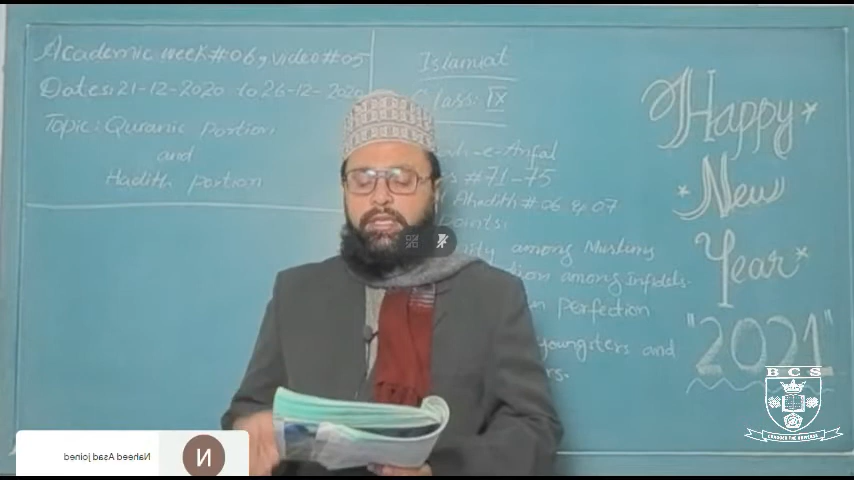 Academic week#06, video#05
Dates: 21-12-2020 to 26-12-2020
Topic: Quranic portion
and
Hadith portion
Islamiat
Class: IX
-e-Anfal
#71-75
Ahadith #06 & 07
points:
among Muslims
among infidels.
Perfection
youngsters and
Happy
New
Year
"2021"
BCS
Naheed Asad joined
N